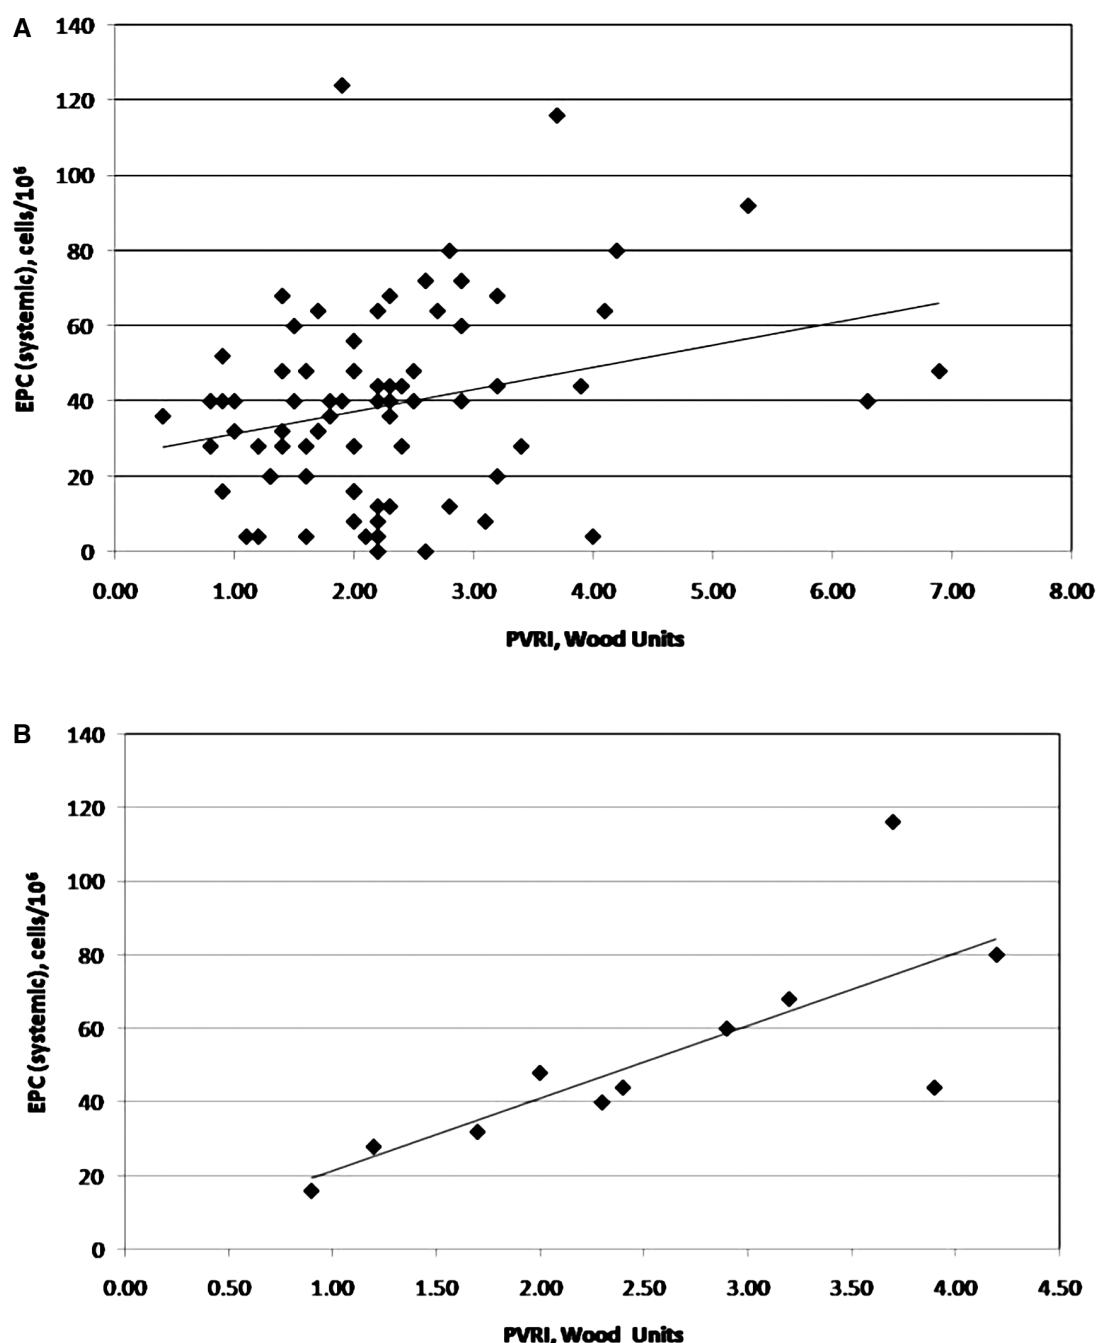 A
140
120
100
80
60
40
20
0
EPC (systemic), cells/10⁶
0.00 1.00 2.00 3.00 4.00 5.00 6.00 7.00 8.00
PVRI, Wood Units
B
140
120
100
80
60
40
20
0
EPC (systemic), cells/10⁶
0.00 0.50 1.00 1.50 2.00 2.50 3.00 3.50 4.00 4.50
PVRI, Wood Units